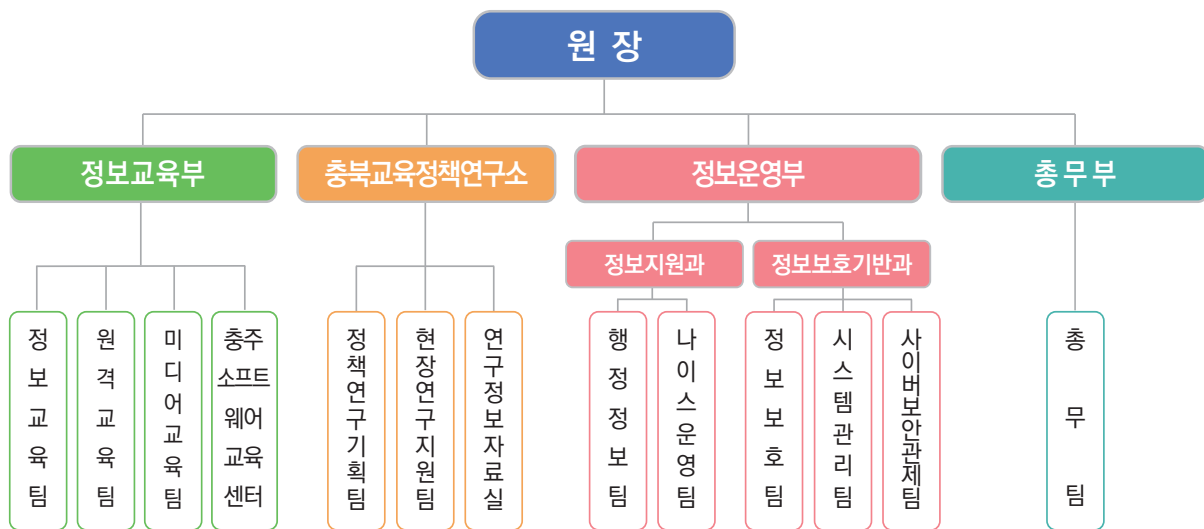 원 장
정보교육부
충북교육정책연구소
정보운영부
총 무 부
정보지원과
정보보호기반과
정보교육팀
원격교육팀
미디어교육팀
충주
소프트
웨어
교육
센터
정책연구기획팀
현장연구지원팀
연구정보자료실
행정정보팀
나이스운영팀
정보보호팀
시스템관리팀
사이버보안관제팀
총무팀